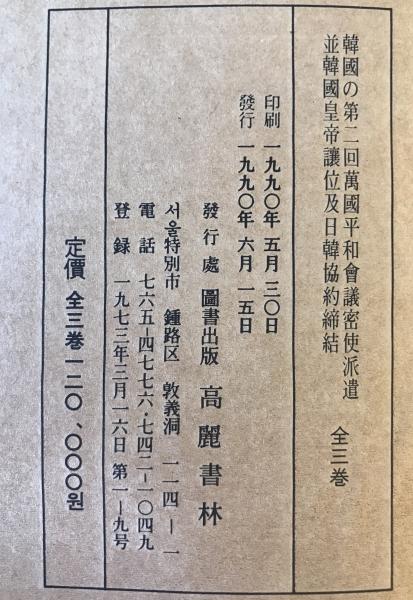 韓國の第二回萬國平和會議密使派遣
並韓國皇帝讓位及日韓協約締結
全三巻
印刷 一九九〇年 五月 三〇日
發行 一九九〇年 六月 一五日
發行處 圖書出版 高麗書林
서울特別市 鍾路区 敦義洞 一一四―一
電話 七六五―四七七六·七四二―一〇四九
登録 一九七三年三月一六日 第一―九号
定價 全三巻 一二〇、〇〇〇원